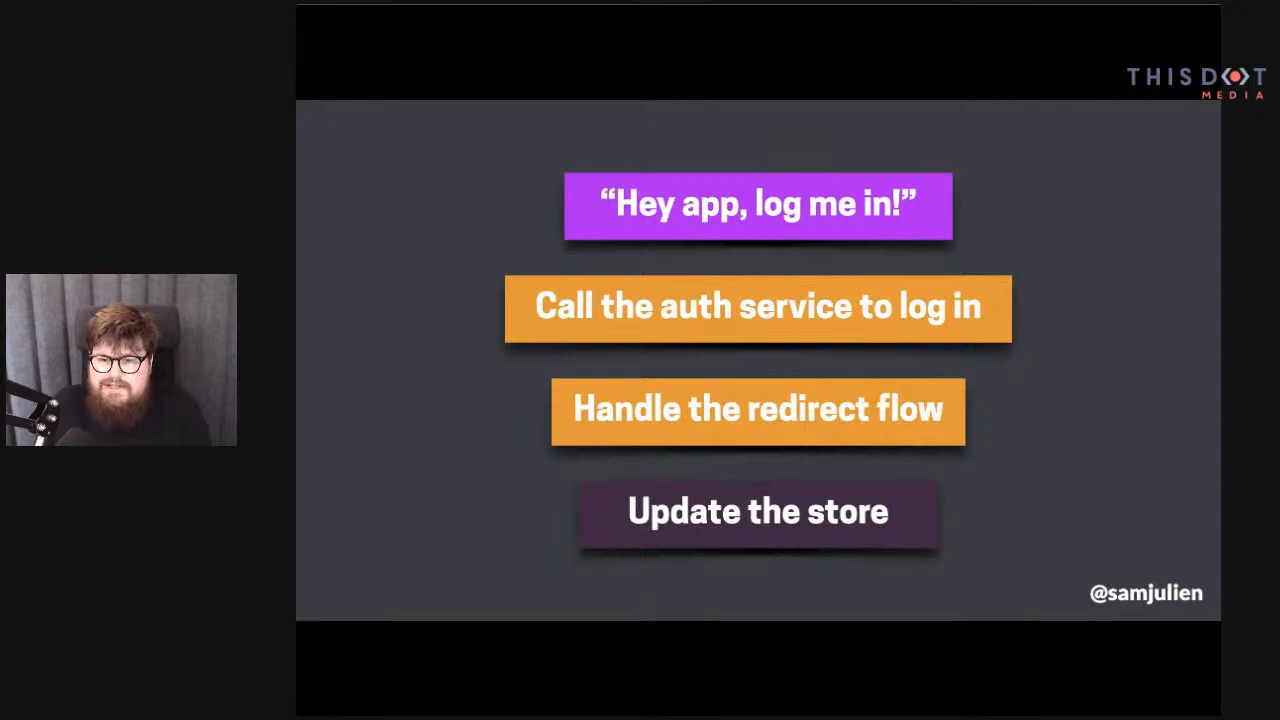 THIS DOT
MEDIA
“Hey app, log me in!”
Call the auth service to log in
Handle the redirect flow
Update the store
@samjulien